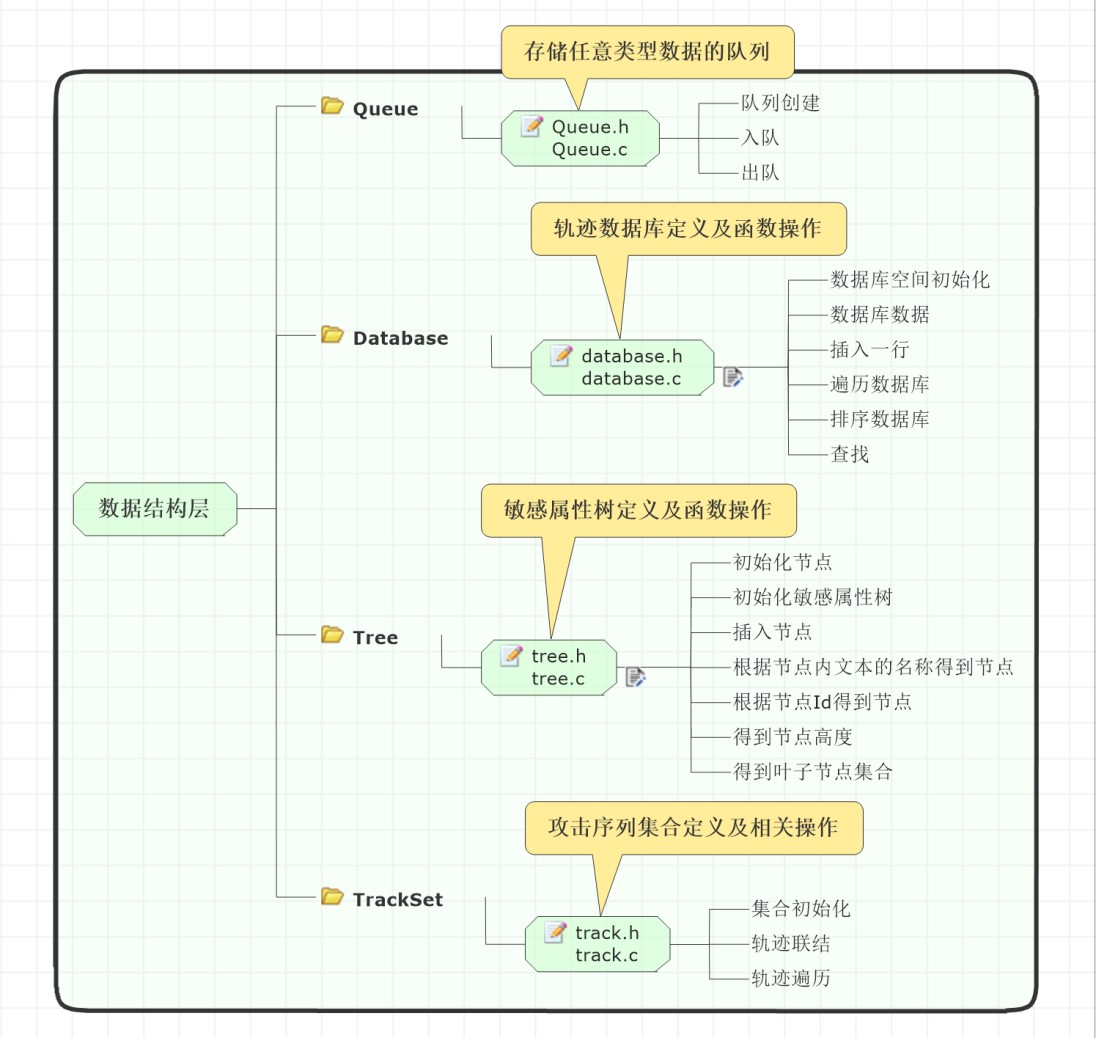 存储任意类型数据的队列
Queue
Queue.h
Queue.c
队列创建
入队
出队
轨迹数据库定义及函数操作
Database
database.h
database.c
数据库空间初始化
数据库数据
插入一行
遍历数据库
排序数据库
查找
数据结构层
敏感属性树定义及函数操作
Tree
tree.h
tree.c
初始化节点
初始化敏感属性树
插入节点
根据节点内文本的名称得到节点
根据节点Id得到节点
得到节点高度
得到叶子节点集合
攻击序列集合定义及相关操作
TrackSet
track.h
track.c
集合初始化
轨迹联结
轨迹遍历